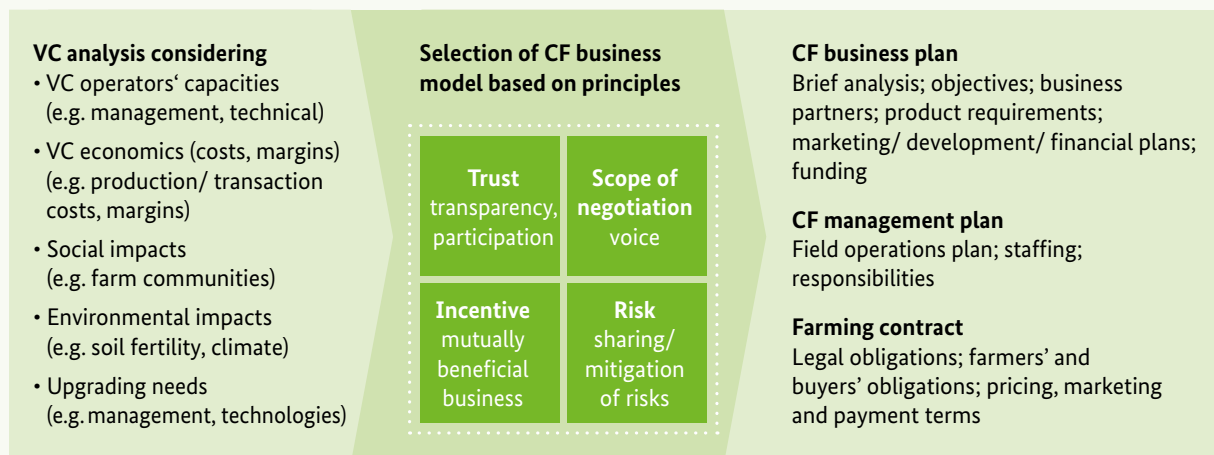 VC analysis considering
• VC operators‘ capacities
(e.g. management, technical)
• VC economics (costs, margins)
(e.g. production/ transaction
costs, margins)
• Social impacts
(e.g. farm communities)
• Environmental impacts
(e.g. soil fertility, climate)
• Upgrading needs
(e.g. management, technologies)
Selection of CF business
model based on principles
Trust
transparency,
participation
Scope of
negotiation
voice
Incentive
mutually
beneficial
business
Risk
sharing/
mitigation
of risks
CF business plan
Brief analysis; objectives; business
partners; product requirements;
marketing/ development/ financial plans;
funding
CF management plan
Field operations plan; staffing;
responsibilities
Farming contract
Legal obligations; farmers’ and
buyers’ obligations; pricing, marketing
and payment terms